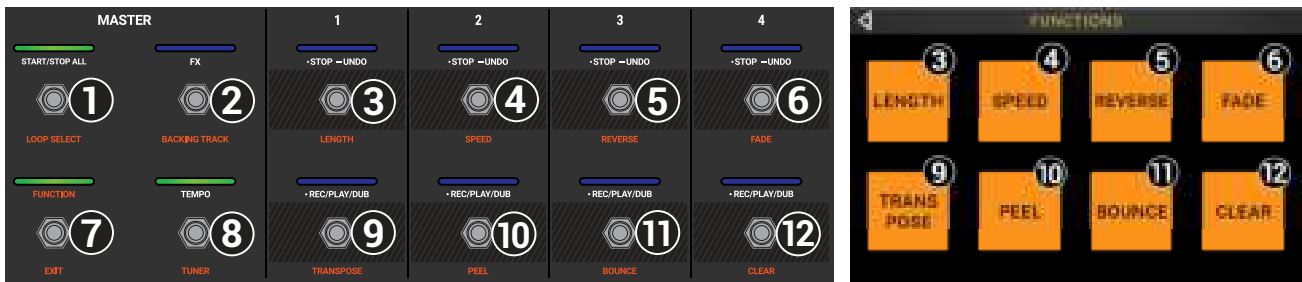 MASTER 1 2 3 4
START/STOP ALL FX •STOP –UNDO •STOP –UNDO •STOP –UNDO •STOP –UNDO
1 2 3 4 5 6
LOOP SELECT BACKING TRACK LENGTH SPEED REVERSE FADE
FUNCTION TEMPO •REC/PLAY/DUB •REC/PLAY/DUB •REC/PLAY/DUB •REC/PLAY/DUB
7 8 9 10 11 12
EXIT TUNER TRANSPOSE PEEL BOUNCE CLEAR
FUNCTIONS
3 4 5 6
LENGTH SPEED REVERSE FADE
9 10 11 12
TRANS
POSE PEEL BOUNCE CLEAR